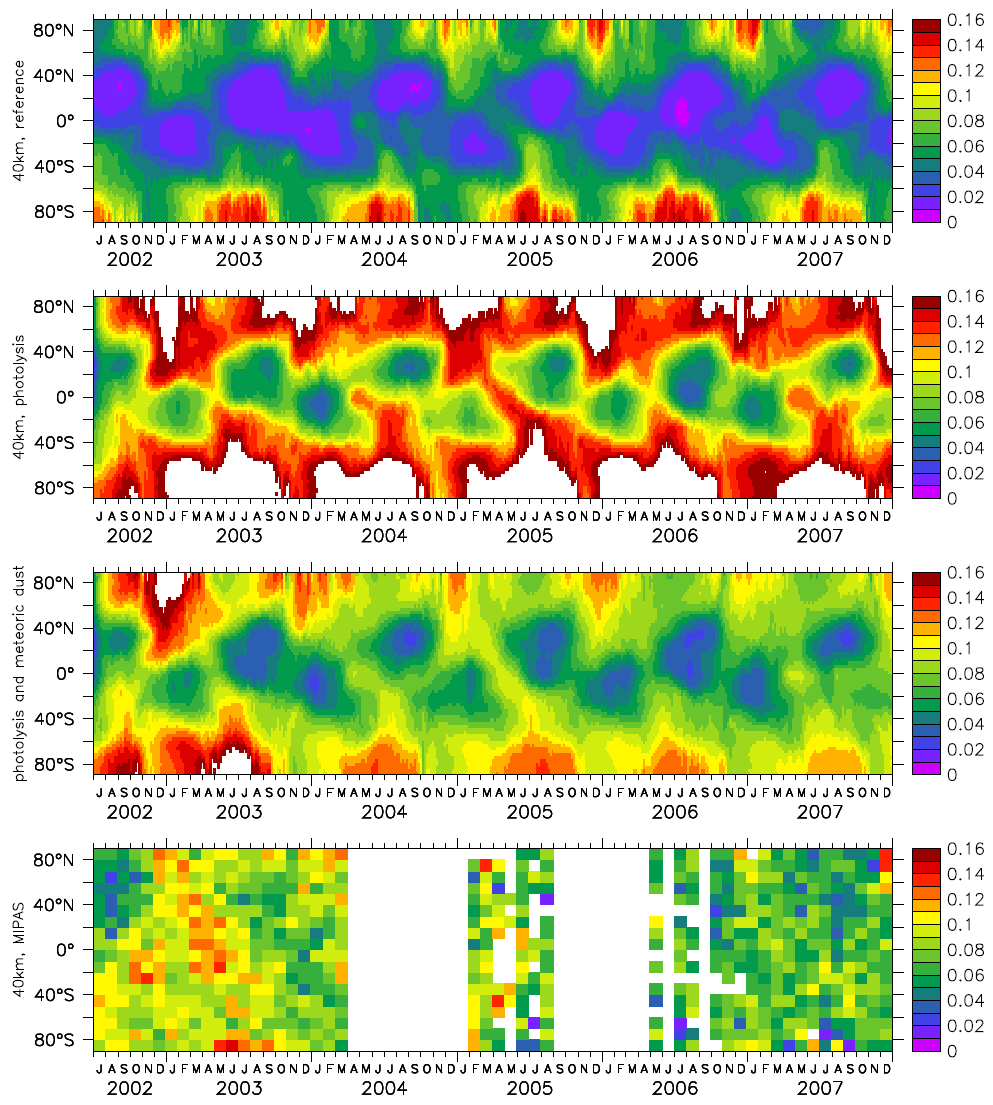 40km, reference
80°N
40°N
0°
40°S
80°S
J A S O N D J F M A M J J A S O N D J F M A M J J A S O N D J F M A M J J A S O N D J F M A M J J A S O N D J F M A M J J A S O N D
2002 2003 2004 2005 2006 2007
0.16
0.14
0.12
0.1
0.08
0.06
0.04
0.02
0
40km, photolysis
80°N
40°N
0°
40°S
80°S
J A S O N D J F M A M J J A S O N D J F M A M J J A S O N D J F M A M J J A S O N D J F M A M J J A S O N D J F M A M J J A S O N D
2002 2003 2004 2005 2006 2007
0.16
0.14
0.12
0.1
0.08
0.06
0.04
0.02
0
photolysis and meteoric dust
80°N
40°N
0°
40°S
80°S
J A S O N D J F M A M J J A S O N D J F M A M J J A S O N D J F M A M J J A S O N D J F M A M J J A S O N D J F M A M J J A S O N D
2002 2003 2004 2005 2006 2007
0.16
0.14
0.12
0.1
0.08
0.06
0.04
0.02
0
40km, MIPAS
80°N
40°N
0°
40°S
80°S
J A S O N D J F M A M J J A S O N D J F M A M J J A S O N D J F M A M J J A S O N D J F M A M J J A S O N D J F M A M J J A S O N D
2002 2003 2004 2005 2006 2007
0.16
0.14
0.12
0.1
0.08
0.06
0.04
0.02
0